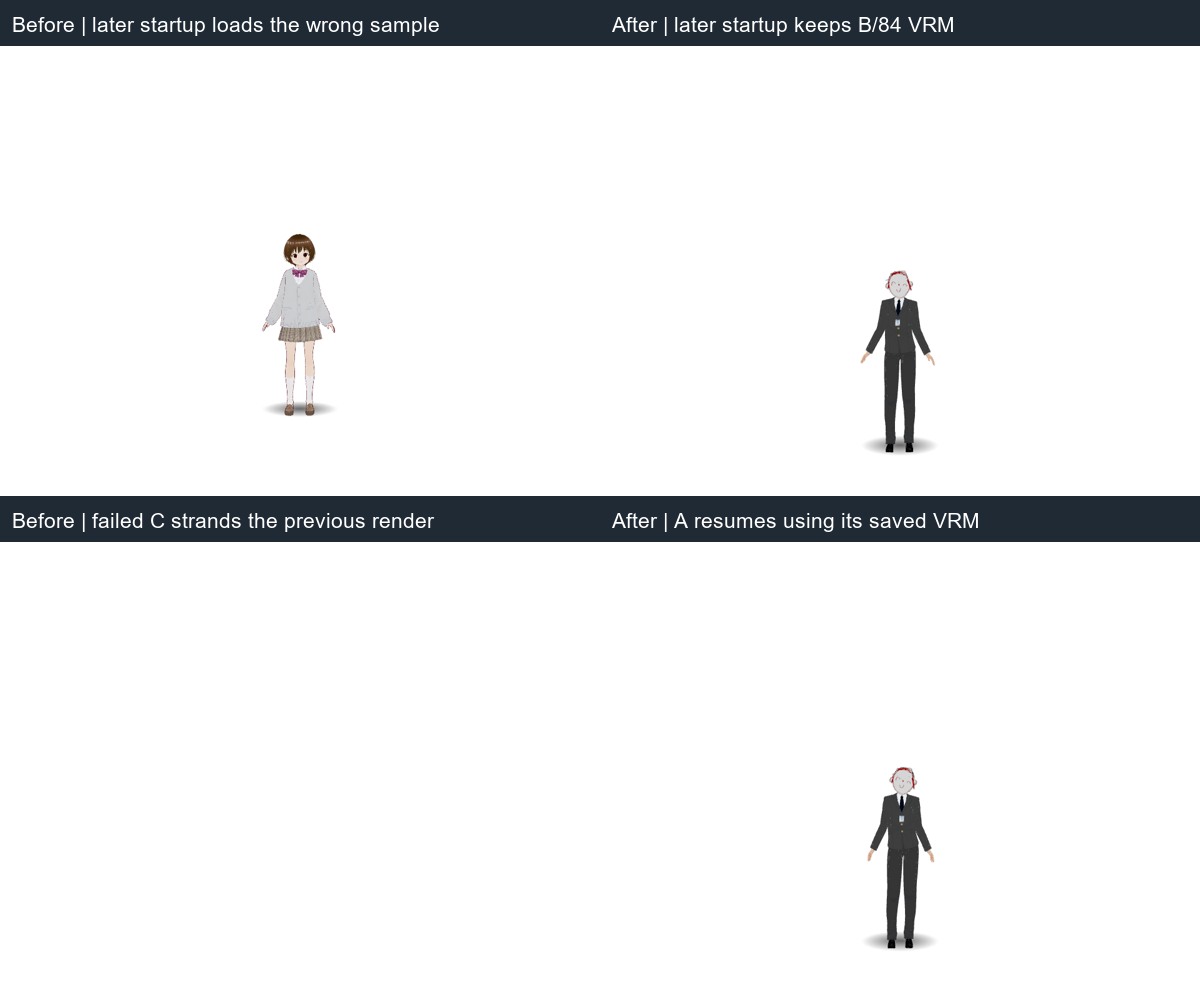 Before | later startup loads the wrong sample
After | later startup keeps B/84 VRM
Before | failed C strands the previous render
After | A resumes using its saved VRM